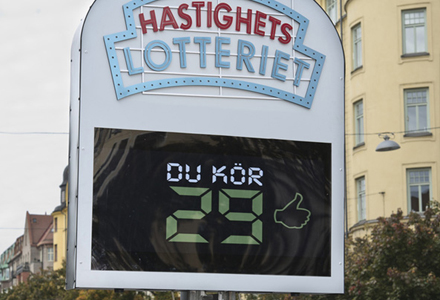 HASTIGHETS
LOTTERIET
DU KÖR
29